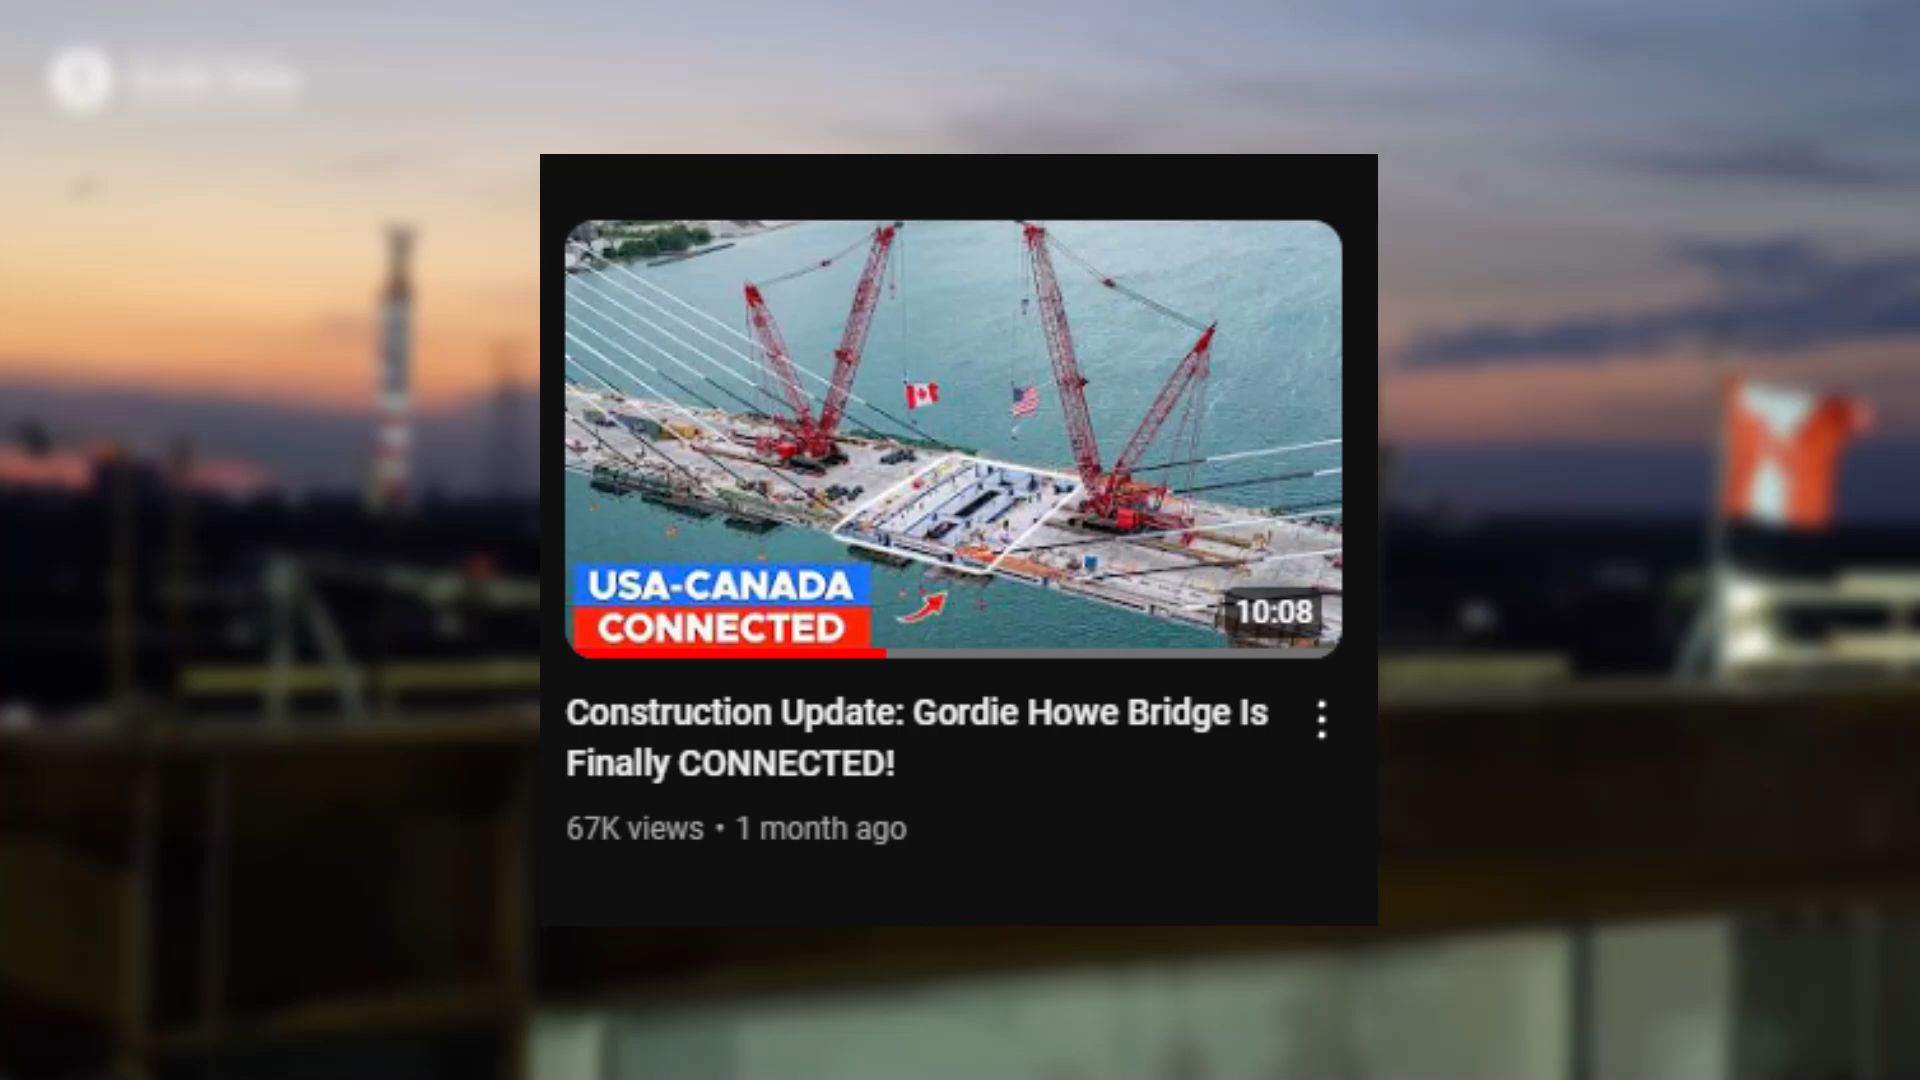 USA-CANADA
CONNECTED
10:08
Construction Update: Gordie Howe Bridge Is
Finally CONNECTED!
67K views • 1 month ago